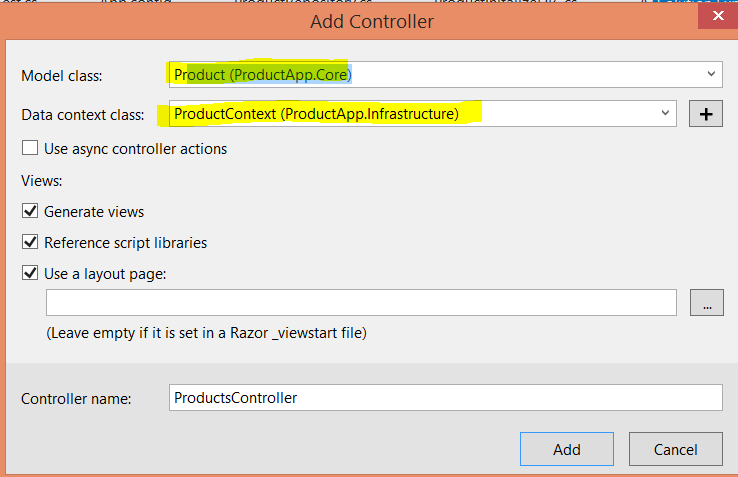 Add Controller
Model class: Product (ProductApp.Core)
Data context class: ProductContext (ProductApp.Infrastructure)
Use async controller actions
Views:
Generate views
Reference script libraries
Use a layout page:
...
(Leave empty if it is set in a Razor _viewstart file)
Controller name: ProductsController
Add Cancel